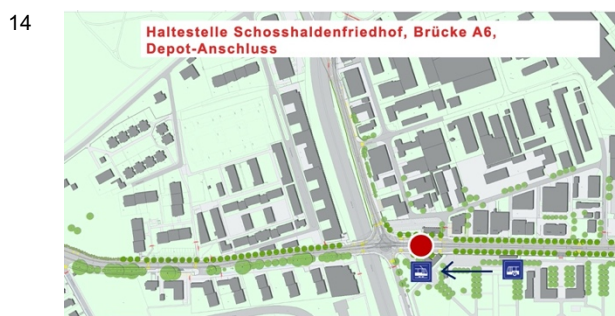 14
Haltestelle Schosshaldenfriedhof, Brücke A6,
Depot-Anschluss